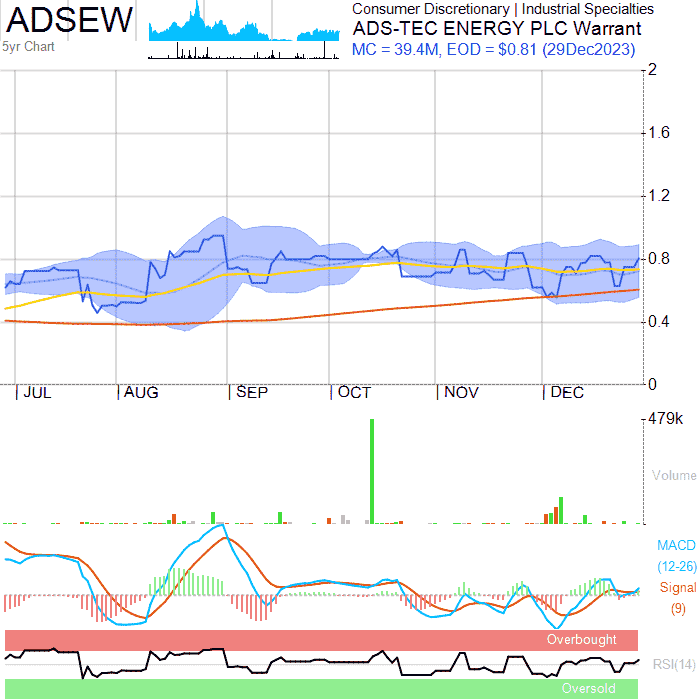 ADSEW
5yr Chart
Consumer Discretionary | Industrial Specialties
ADS-TEC ENERGY PLC Warrant
MC = 39.4M, EOD = $0.81 (29Dec2023)
2
1.6
1.2
0.8
0.4
0
JUL AUG SEP OCT NOV DEC
479k
Volume
MACD
(12-26)
Signal
(9)
Overbought
RSI(14)
Oversold